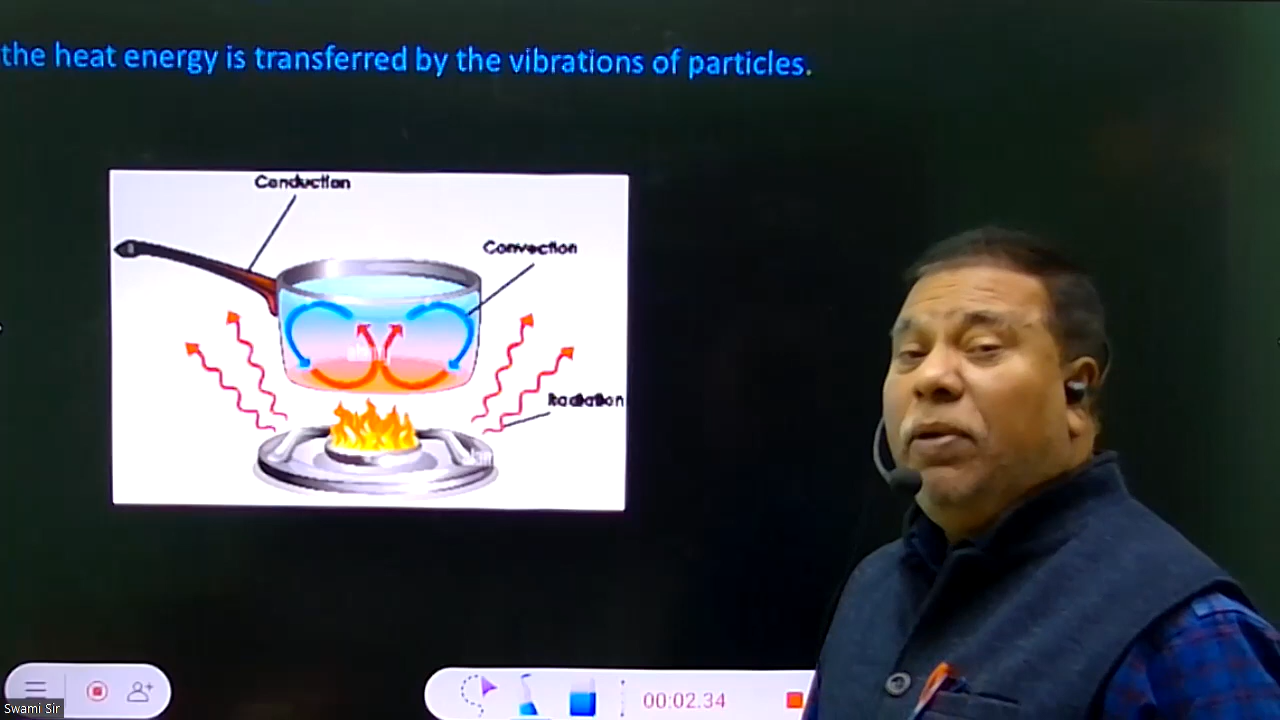 the heat energy is transferred by the vibrations of particles.
Conduction
Convection
Radiation
00:02.34
Swami Sir